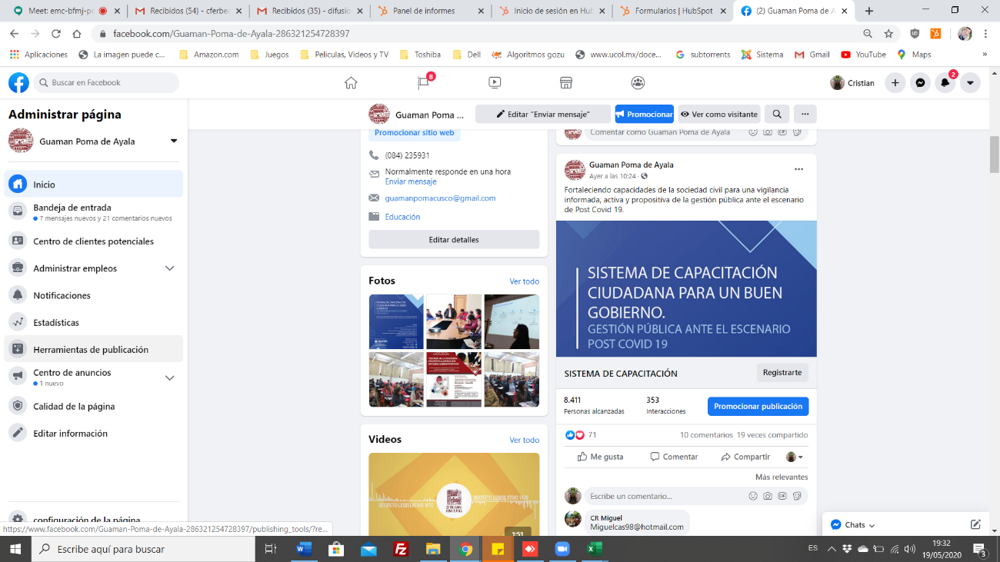 Meet: emc-bfmj-pc
Recibidos (54) - cferbec
Recibidos (35) - difusio
Panel de informes
Inicio de sesión en Hub
Formularios | HubSpot
(2) Guaman Poma de A
facebook.com/Guaman-Poma-de-Ayala-286321254728397
Aplicaciones
La imagen puede c...
Amazon.com
Juegos
Peliculas, Videos y TV
Toshiba
Dell
Algoritmos gozu
www.ucol.mx/doce...
subtorrents
Sistema
Gmail
YouTube
Maps
»
Buscar en Facebook
8
Cristian
2
Administrar página
Guaman Poma de Ayala
Inicio
Bandeja de entrada
7 mensajes nuevos y 21 comentarios nuevos
Centro de clientes potenciales
Administrar empleos
Notificaciones
Estadísticas
Herramientas de publicación
Centro de anuncios
1 nuevo
Calidad de la página
Editar información
configuración de la página
https://www.facebook.com/Guaman-Poma-de-Ayala-286321254728397/publishing_tools/?re...
Guaman Poma ...
Editar "Enviar mensaje"
Promocionar
Ver como visitante
...
Promocionar sitio web
(084) 235931
Normalmente responde en una hora
Enviar mensaje
guamanpomacusco@gmail.com
Educación
Editar detalles
Fotos
Ver todo
Videos
Ver todo
DECRETO LEGISLATIVO 1470
DECRETO LEGISLATIVO 1470
1:51
Comentar como Guaman Poma de Ayala
Guaman Poma de Ayala
Ayer a las 10:24 ·
Fortaleciendo capacidades de la sociedad civil para una vigilancia
informada, activa y propositiva de la gestión pública ante el escenario
de Post Covid 19.
SISTEMA DE CAPACITACIÓN
CIUDADANA PARA UN BUEN
GOBIERNO.
GESTIÓN PÚBLICA ANTE EL ESCENARIO
POST COVID 19
SISTEMA DE CAPACITACIÓN
Registrarte
8.411
Personas alcanzadas
353
Interacciones
Promocionar publicación
71
10 comentarios 19 veces compartido
Me gusta
Comentar
Compartir
Más relevantes
Escribe un comentario...
CR Miguel
Miguelcas98@hotmail.com
Chats
Escribe aquí para buscar
ES
19:32
19/05/2020
3